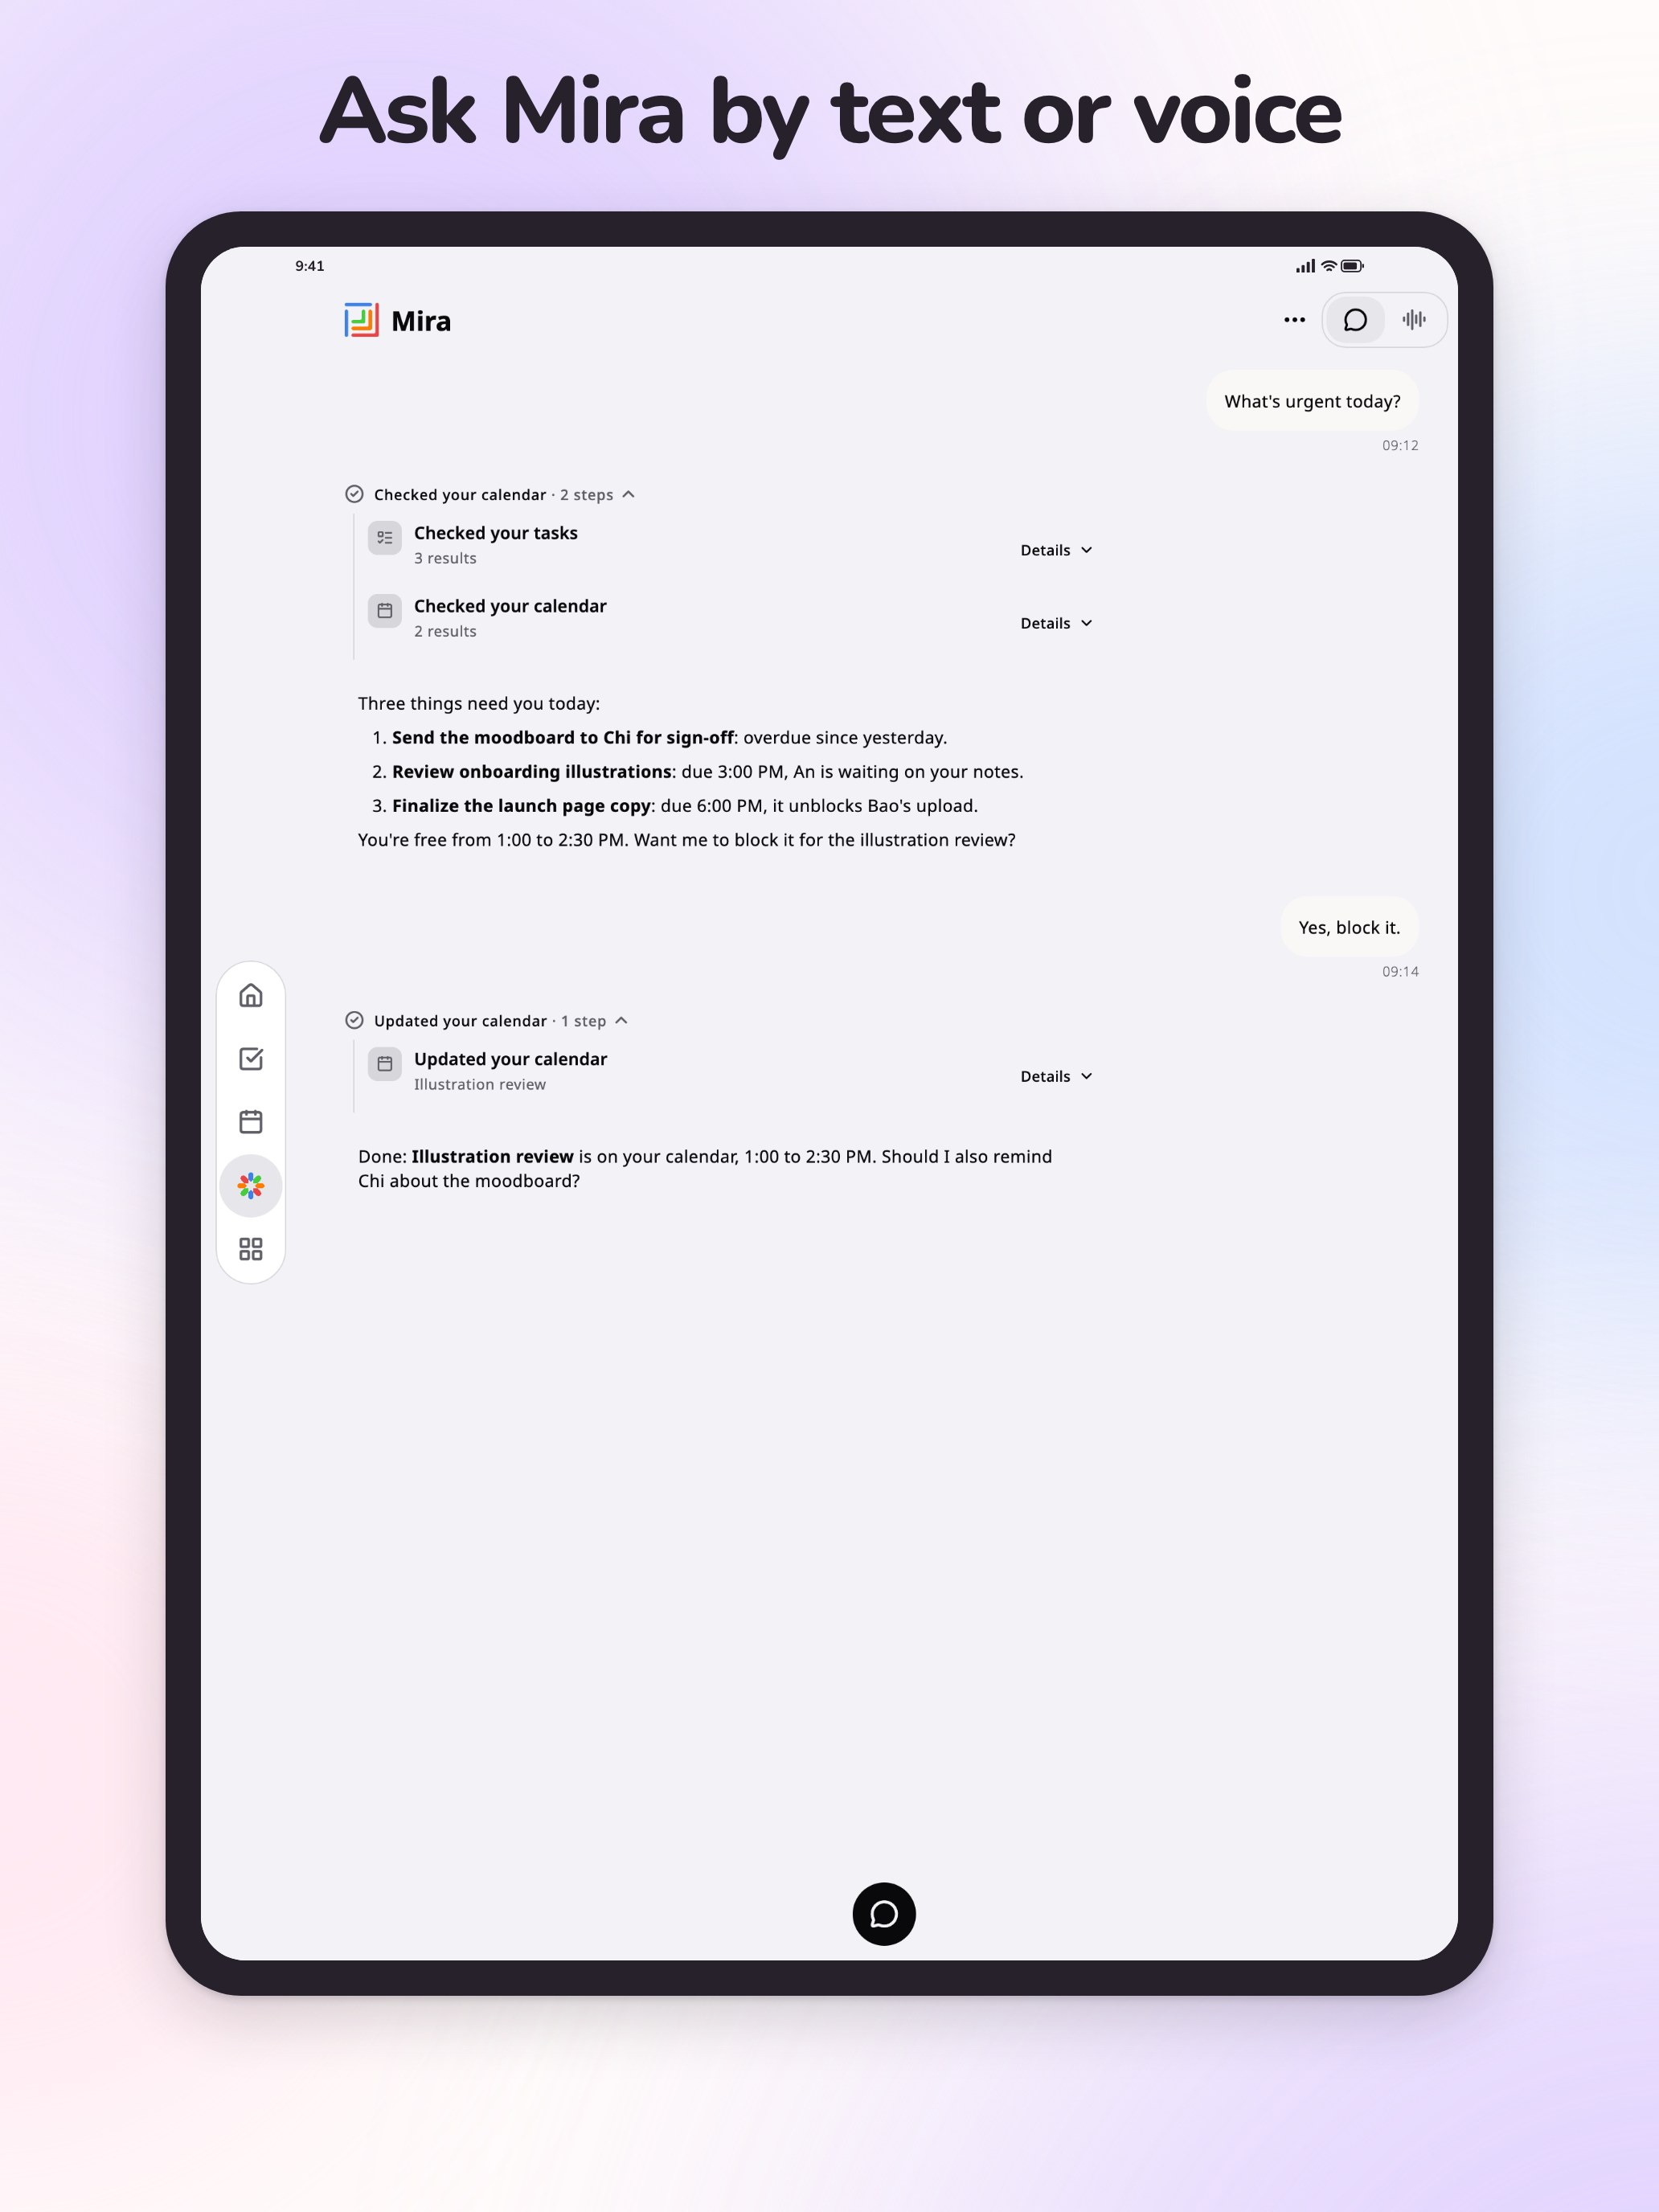 Ask Mira by text or voice
9:41
Mira
What's urgent today?
09:12
Checked your calendar · 2 steps
Checked your tasks
3 results
Details
Checked your calendar
2 results
Details
Three things need you today:
1. Send the moodboard to Chi for sign-off: overdue since yesterday.
2. Review onboarding illustrations: due 3:00 PM, An is waiting on your notes.
3. Finalize the launch page copy: due 6:00 PM, it unblocks Bao's upload.
You're free from 1:00 to 2:30 PM. Want me to block it for the illustration review?
Yes, block it.
09:14
Updated your calendar · 1 step
Updated your calendar
Illustration review
Details
Done: Illustration review is on your calendar, 1:00 to 2:30 PM. Should I also remind
Chi about the moodboard?